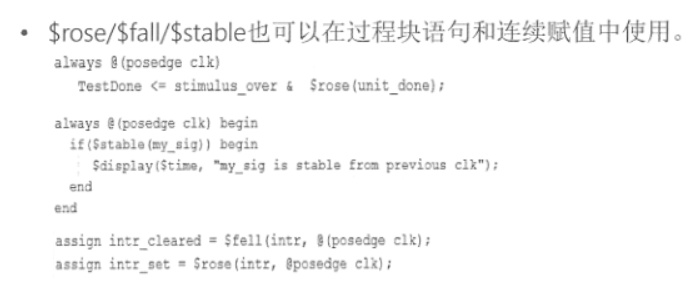 • $rose/$fall/$stable也可以在过程块语句和连续赋值中使用。
always @(posedge clk)
TestDone <= stimulus_over & $rose(unit_done);
always @(posedge clk) begin
if($stable(my_sig)) begin
$display($time, "my_sig is stable from previous clk");
end
end
assign intr_cleared = $fell(intr, @(posedge clk);
assign intr_set = $rose(intr, @posedge clk);